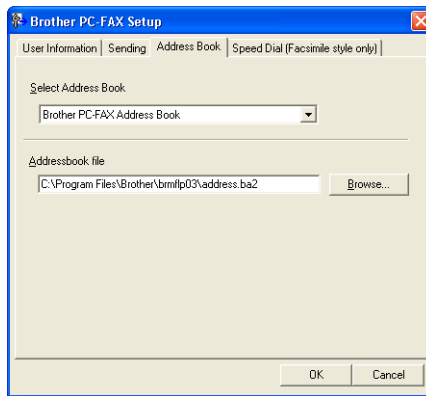 Brother PC-FAX Setup
User Information Sending Address Book Speed Dial (Facsimile style only)
Select Address Book
Brother PC-FAX Address Book
Addressbook file
C:\Program Files\Brother\brmflp03\address.ba2 Browse...
OK Cancel